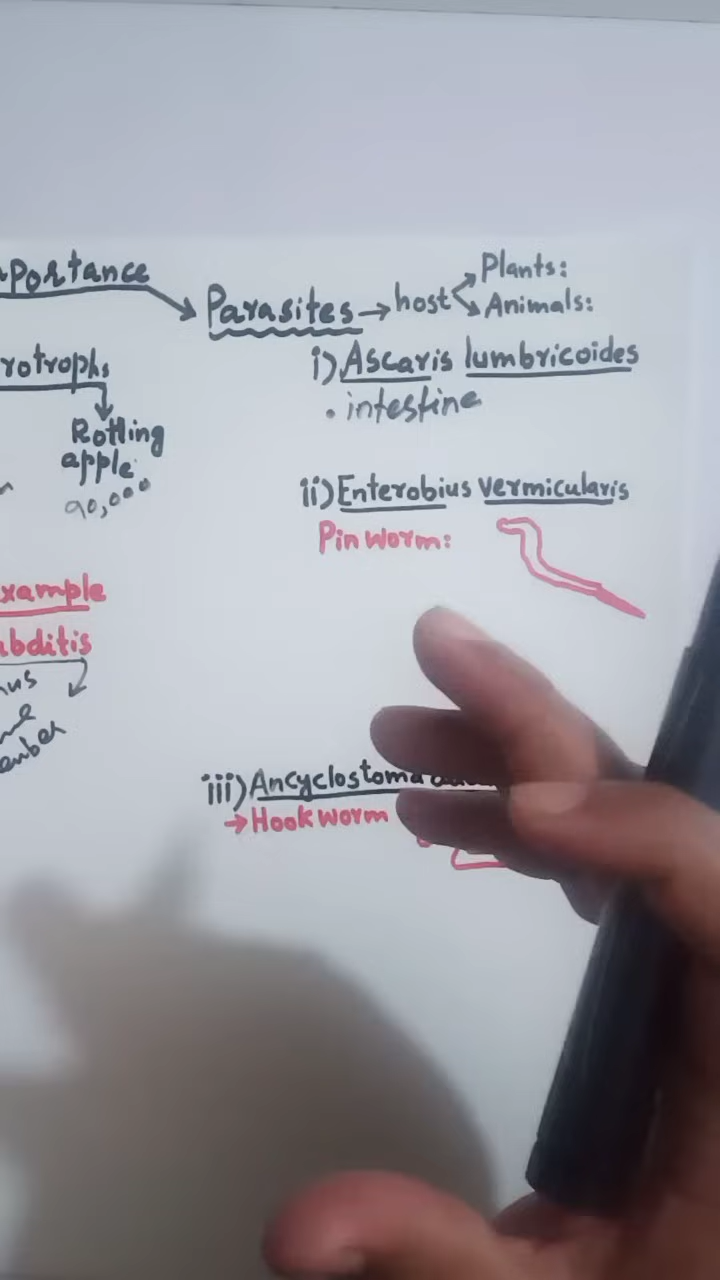 portance
Parasites → host
Plants:
Animals:
i) Ascaris lumbricoides
. intestine
rotrophs
Rotting
apple
90,000
ii) Enterobius vermicularis
Pin worm:
xample
abditis
iii) Ancyclostoma
→ Hook worm